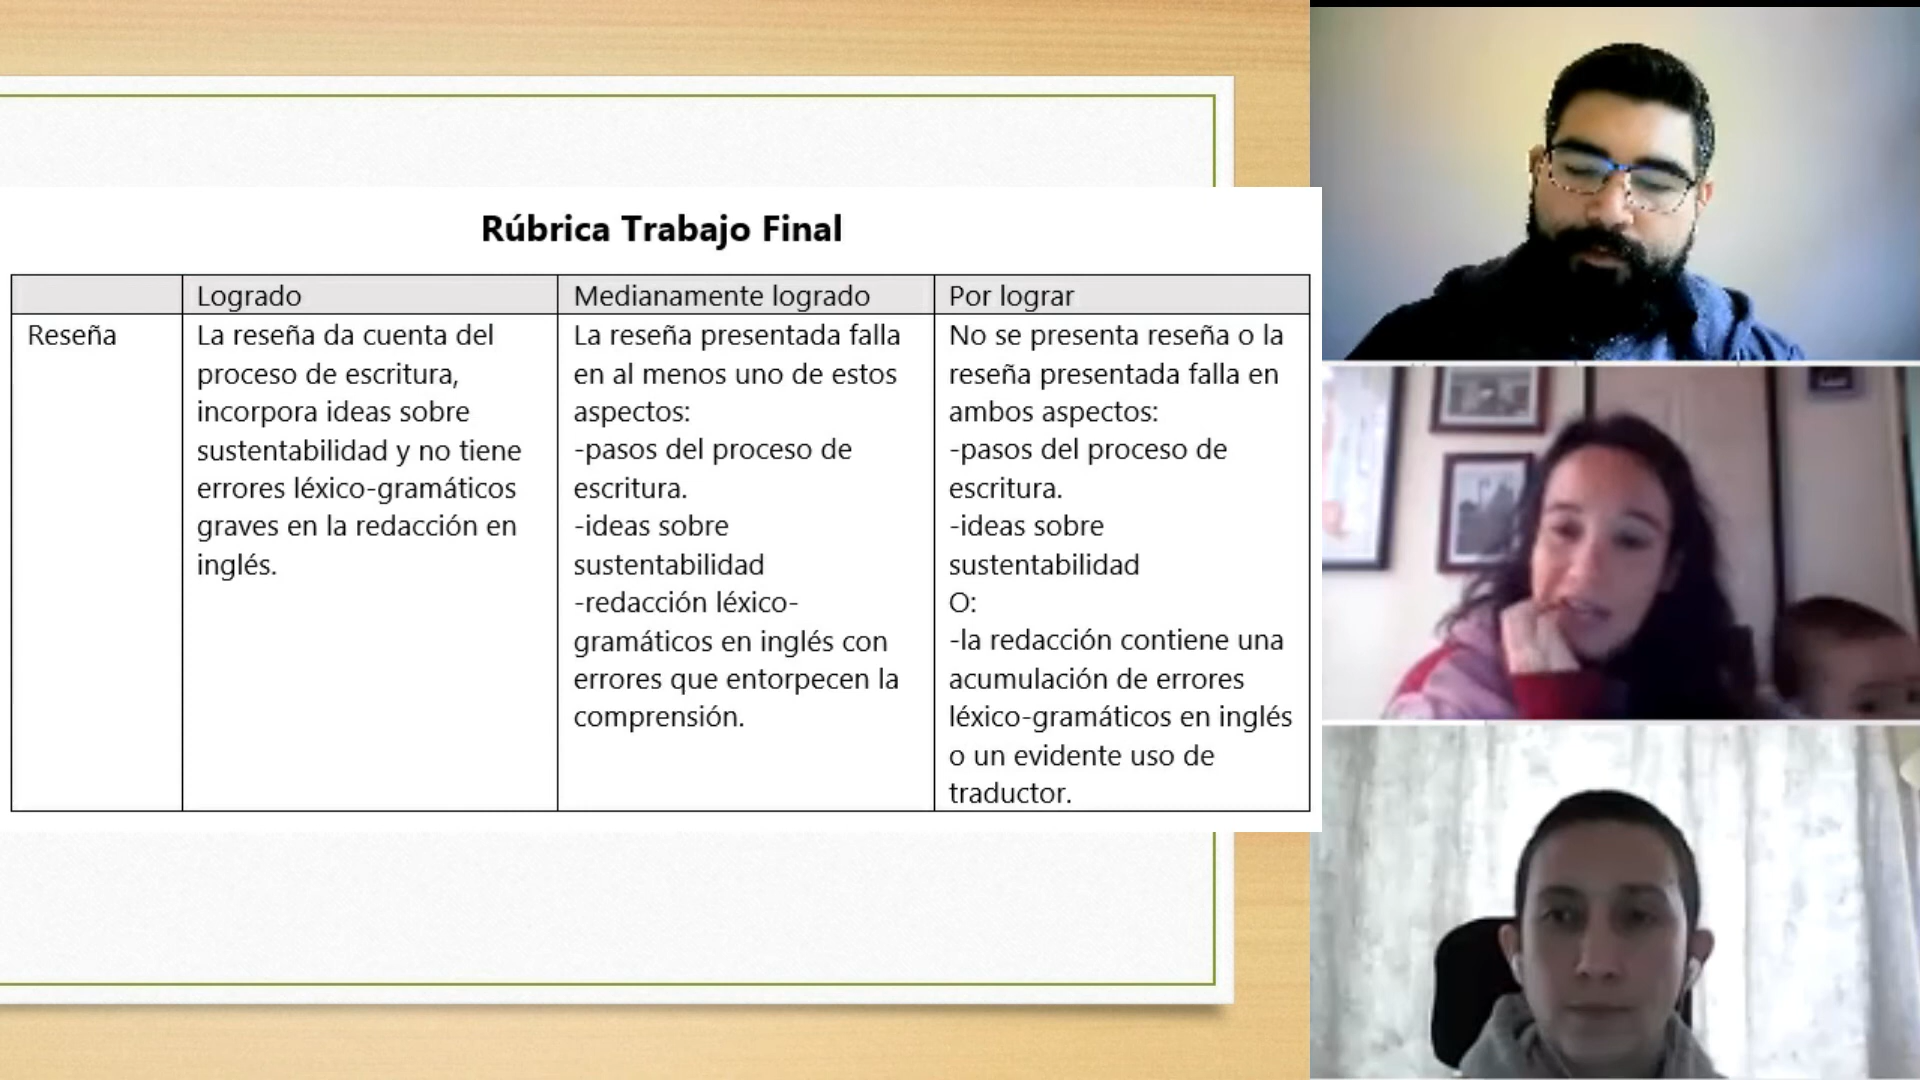 Rúbrica Trabajo Final
Logrado
Medianamente logrado
Por lograr
Reseña
La reseña da cuenta del
proceso de escritura,
incorpora ideas sobre
sustentabilidad y no tiene
errores léxico-gramáticos
graves en la redacción en
inglés.
La reseña presentada falla
en al menos uno de estos
aspectos:
-pasos del proceso de
escritura.
-ideas sobre
sustentabilidad
-redacción léxico-
gramáticos en inglés con
errores que entorpecen la
comprensión.
No se presenta reseña o la
reseña presentada falla en
ambos aspectos:
-pasos del proceso de
escritura.
-ideas sobre
sustentabilidad
O:
-la redacción contiene una
acumulación de errores
léxico-gramáticos en inglés
o un evidente uso de
traductor.